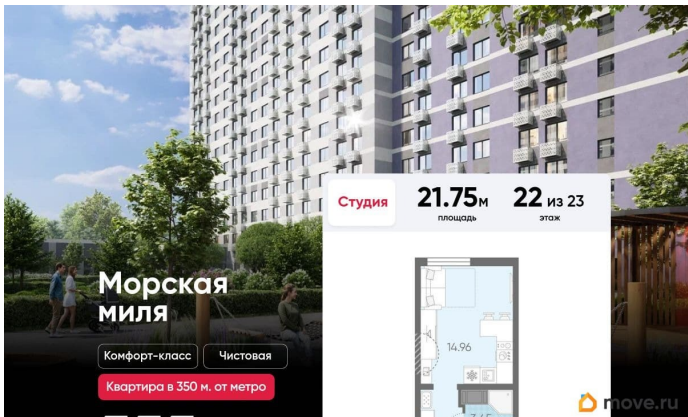 Студия
21.75м
площадь
22 из 23
этаж
Морская
миля
14.96
Комфорт-класс
Чистовая
Квартира в 350 м. от метро
move.ru